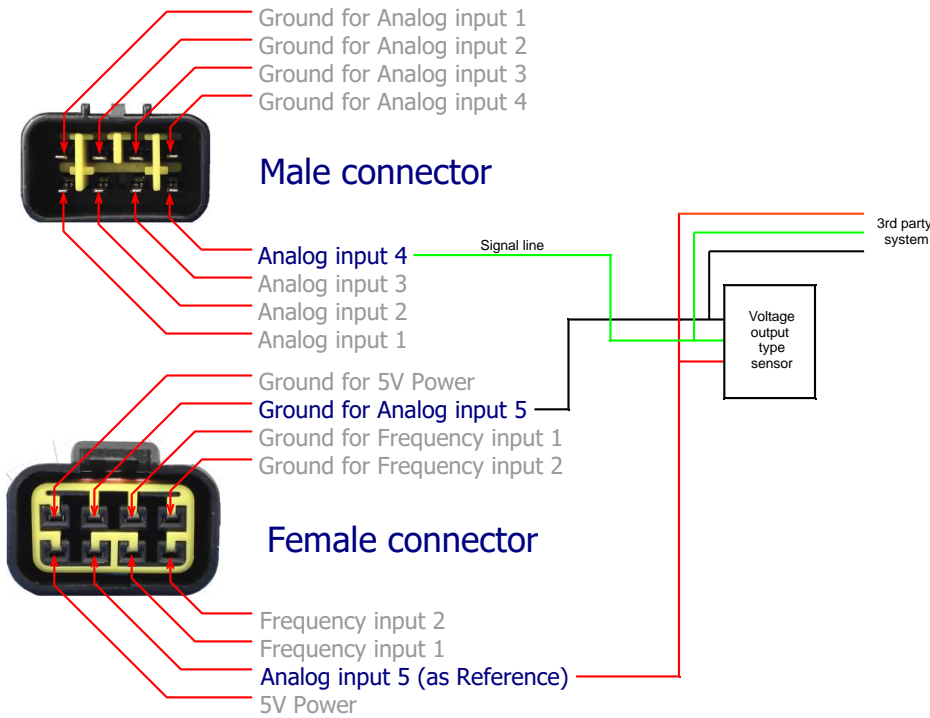 Ground for Analog input 1
Ground for Analog input 2
Ground for Analog input 3
Ground for Analog input 4
Male connector
Analog input 4
Signal line
Analog input 3
Analog input 2
Analog input 1
3rd party
system
Voltage
output
type
sensor
Ground for 5V Power
Ground for Analog input 5
Ground for Frequency input 1
Ground for Frequency input 2
Female connector
Frequency input 2
Frequency input 1
Analog input 5 (as Reference)
5V Power